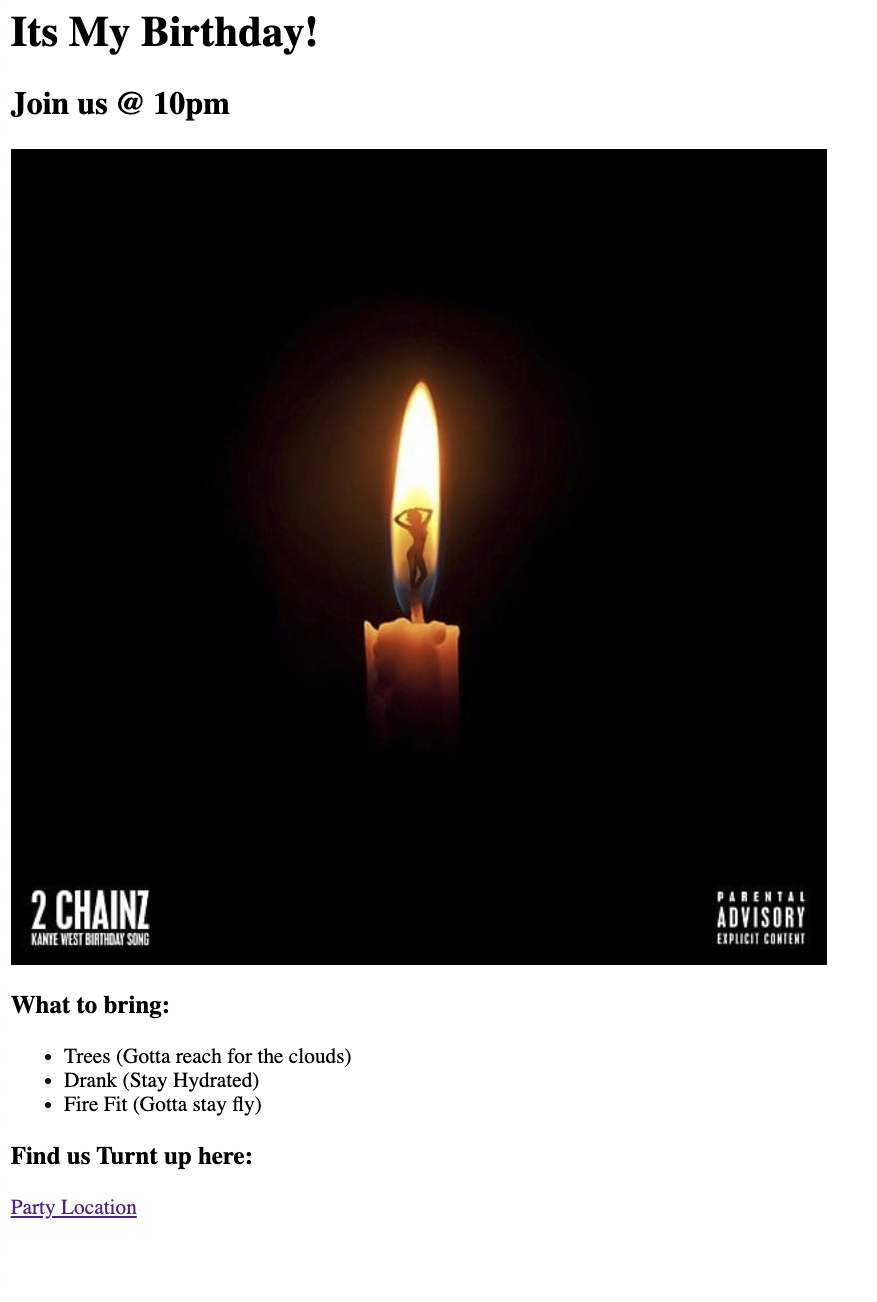 Its My Birthday!
Join us @ 10pm
2 CHAINZ
KANYE WEST BIRTHDAY SONG
PARENTAL
ADVISORY
EXPLICIT CONTENT
What to bring:
• Trees (Gotta reach for the clouds)
• Drank (Stay Hydrated)
• Fire Fit (Gotta stay fly)
Find us Turnt up here:
Party Location